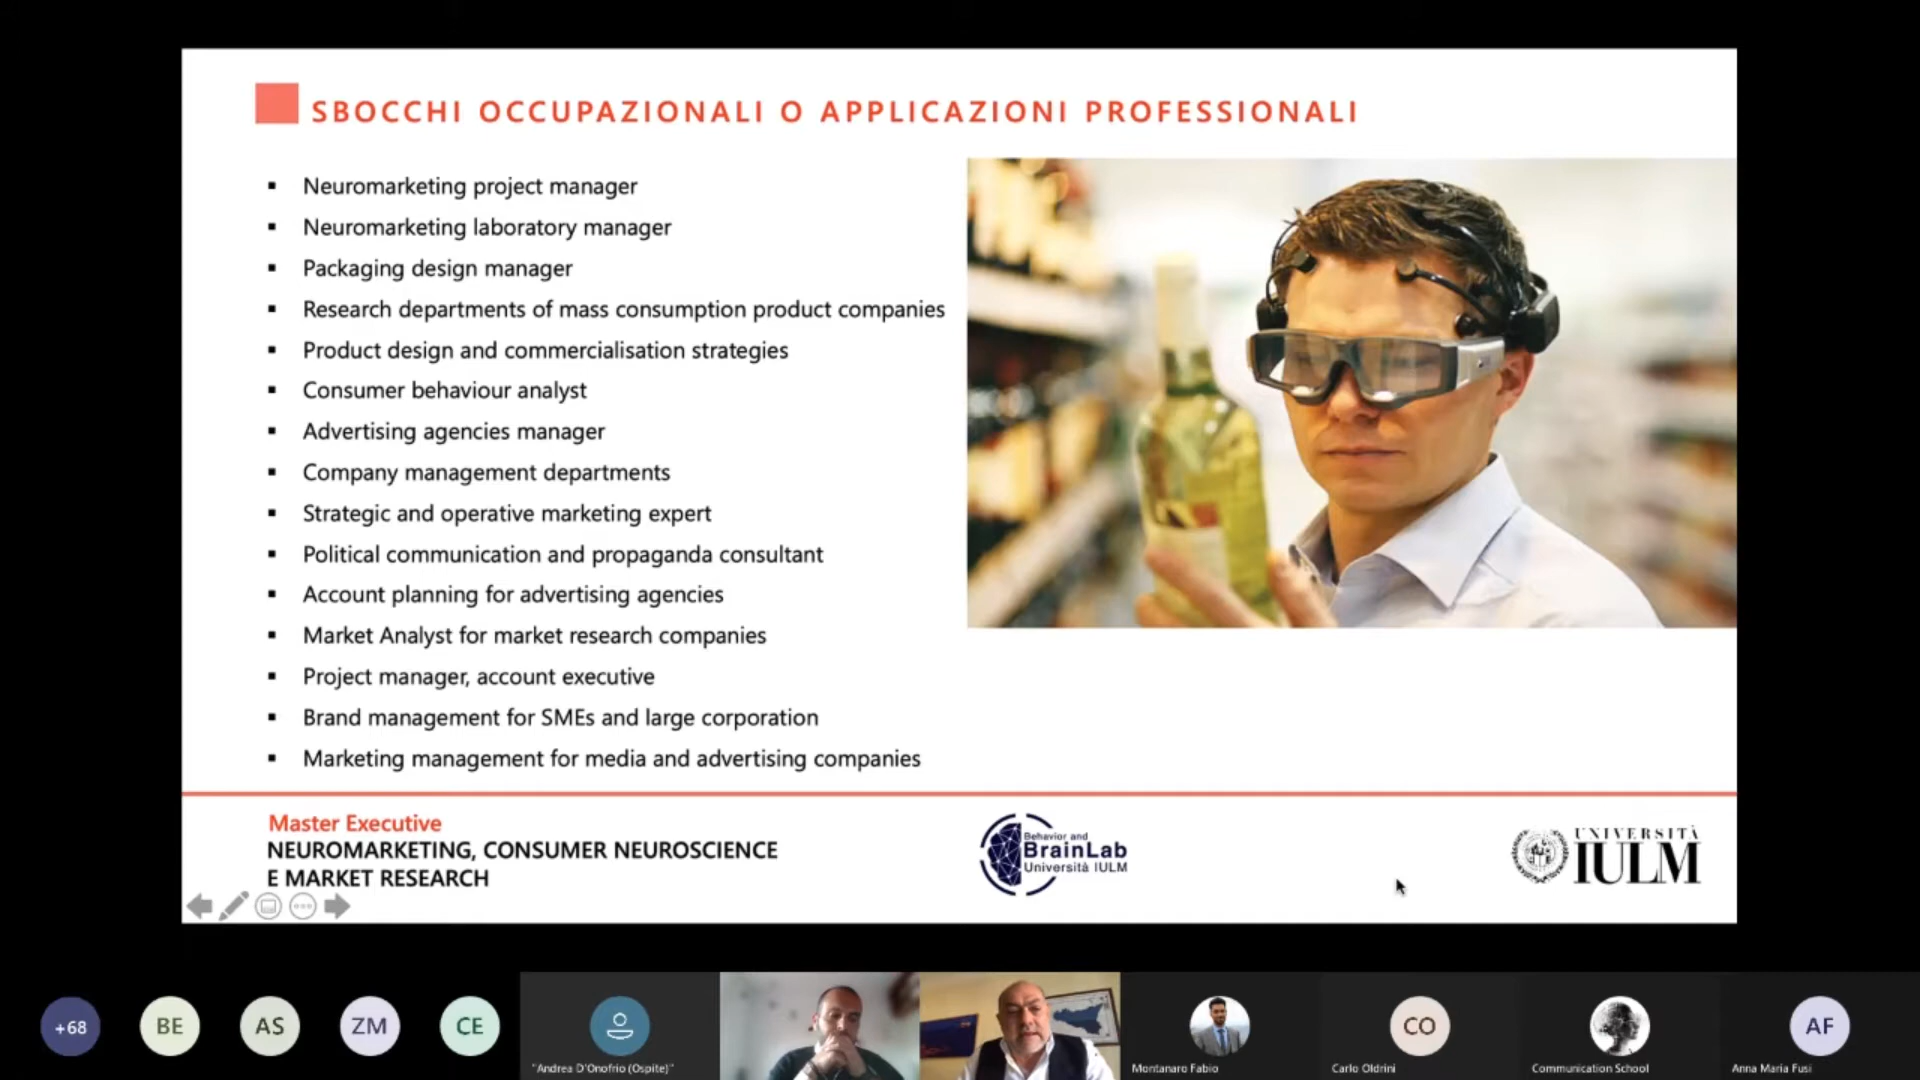 SBOCCHI OCCUPAZIONALI O APPLICAZIONI PROFESSIONALI
Neuromarketing project manager
Neuromarketing laboratory manager
Packaging design manager
Research departments of mass consumption product companies
Product design and commercialisation strategies
Consumer behaviour analyst
Advertising agencies manager
Company management departments
Strategic and operative marketing expert
Political communication and propaganda consultant
Account planning for advertising agencies
Market Analyst for market research companies
Project manager, account executive
Brand management for SMEs and large corporation
Marketing management for media and advertising companies
Master Executive
NEUROMARKETING, CONSUMER NEUROSCIENCE
E MARKET RESEARCH
Behavior and
BrainLab
Università IULM
UNIVERSITÀ
IULM
+68
BE
AS
ZM
CE
"Andrea D'Onofrio (Ospite)"
Montanaro Fabio
CO
Carlo Oldrini
Communication School
AF
Anna Maria Fusi